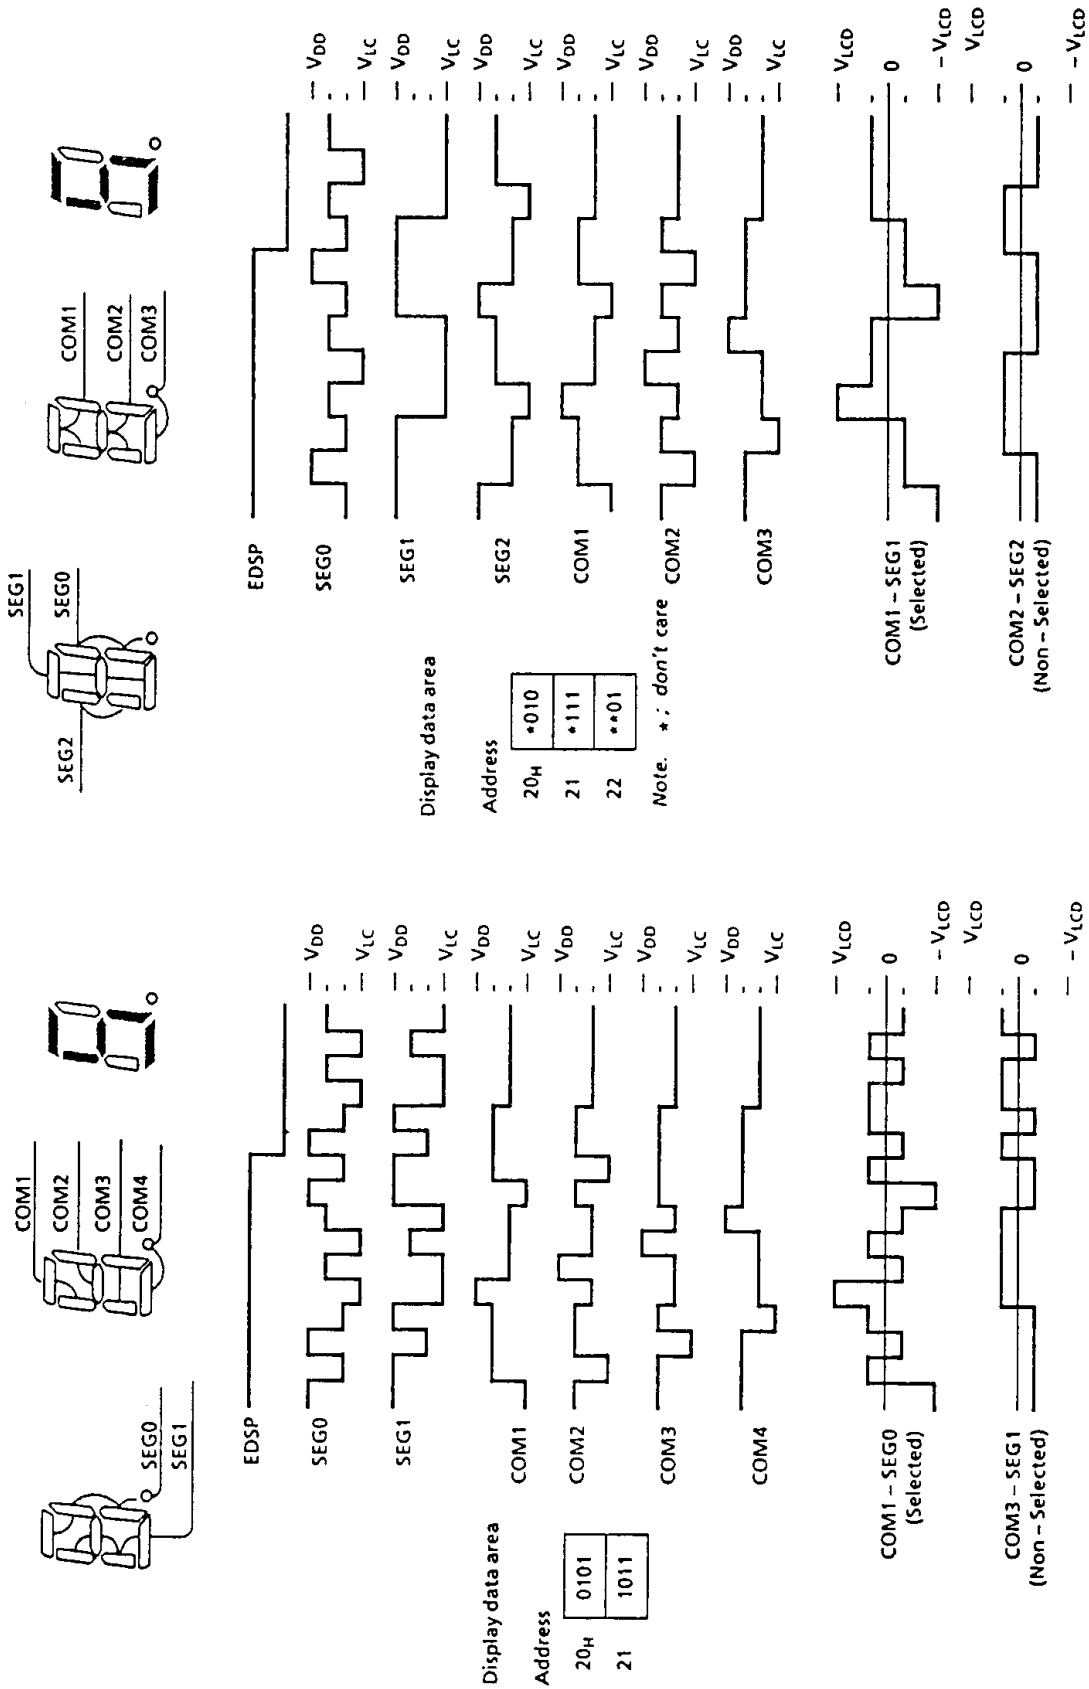 COM1
COM2
COM3
COM4
SEG0
SEG1
EDSP
SEG0
SEG1
COM1
COM2
COM3
COM4
COM1 – SEG0
(Selected)
COM3 – SEG1
(Non – Selected)
VDD
VLC
VDD
VLC
VDD
VLC
VDD
VLC
VDD
VLC
VDD
VLC
VLCD
0
– VLCD
VLCD
0
– VLCD
Display data area
Address
20H 0101
21 1011
SEG1
SEG0
SEG2
COM1
COM2
COM3
EDSP
SEG0
SEG1
SEG2
COM1
COM2
COM3
COM1 – SEG1
(Selected)
COM2 – SEG2
(Non – Selected)
VDD
VLC
VDD
VLC
VDD
VLC
VDD
VLC
VDD
VLC
VDD
VLC
VLCD
0
– VLCD
VLCD
0
– VLCD
Display data area
Address
20H *010
21 *111
22 **01
Note. *; don't care